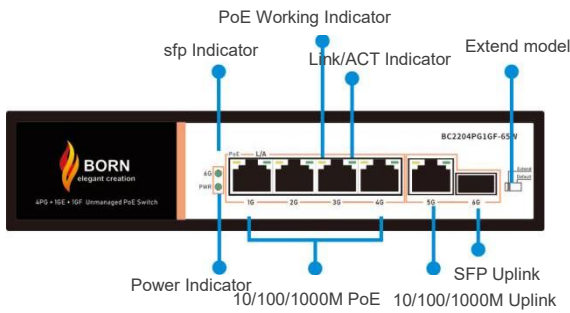 PoE Working Indicator
sfp Indicator
Link/ACT Indicator
Extend model
BC2204PG1GF-65W
PoE L/A
Extend
Default
6G
PWR
BORN
elegant creation
4PG + 1GE + 1GF Unmanaged PoE Switch
1G 2G 3G 4G 5G 6G
Power Indicator
SFP Uplink
10/100/1000M PoE
10/100/1000M Uplink